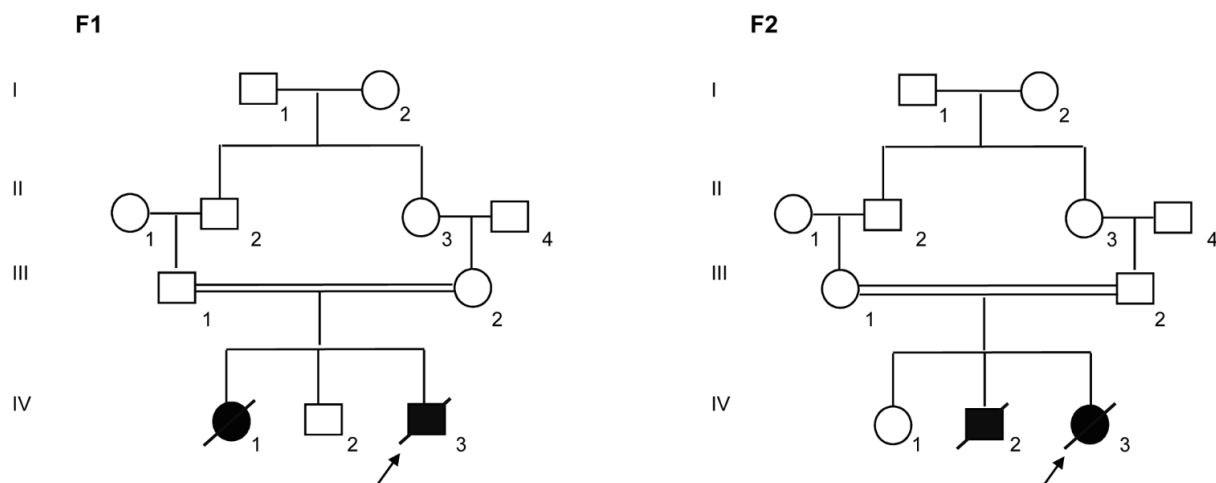 F1 F2
I 1 2 I 1 2
II 1 2 3 4 II 1 2 3 4
III 1 2 III 1 2
IV 1 2 3 IV 1 2 3